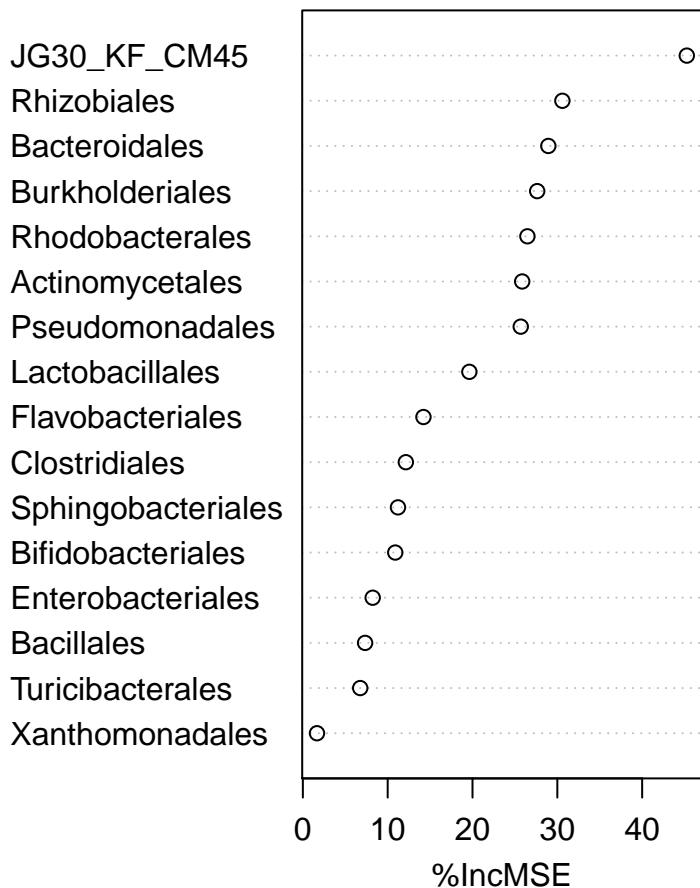 JG30_KF_CM45
Rhizobiales
Bacteroidales
Burkholderiales
Rhodobacterales
Actinomycetales
Pseudomonadales
Lactobacillales
Flavobacteriales
Clostridiales
Sphingobacteriales
Bifidobacteriales
Enterobacteriales
Bacillales
Turicibacterales
Xanthomonadales
0 10 20 30 40
%IncMSE